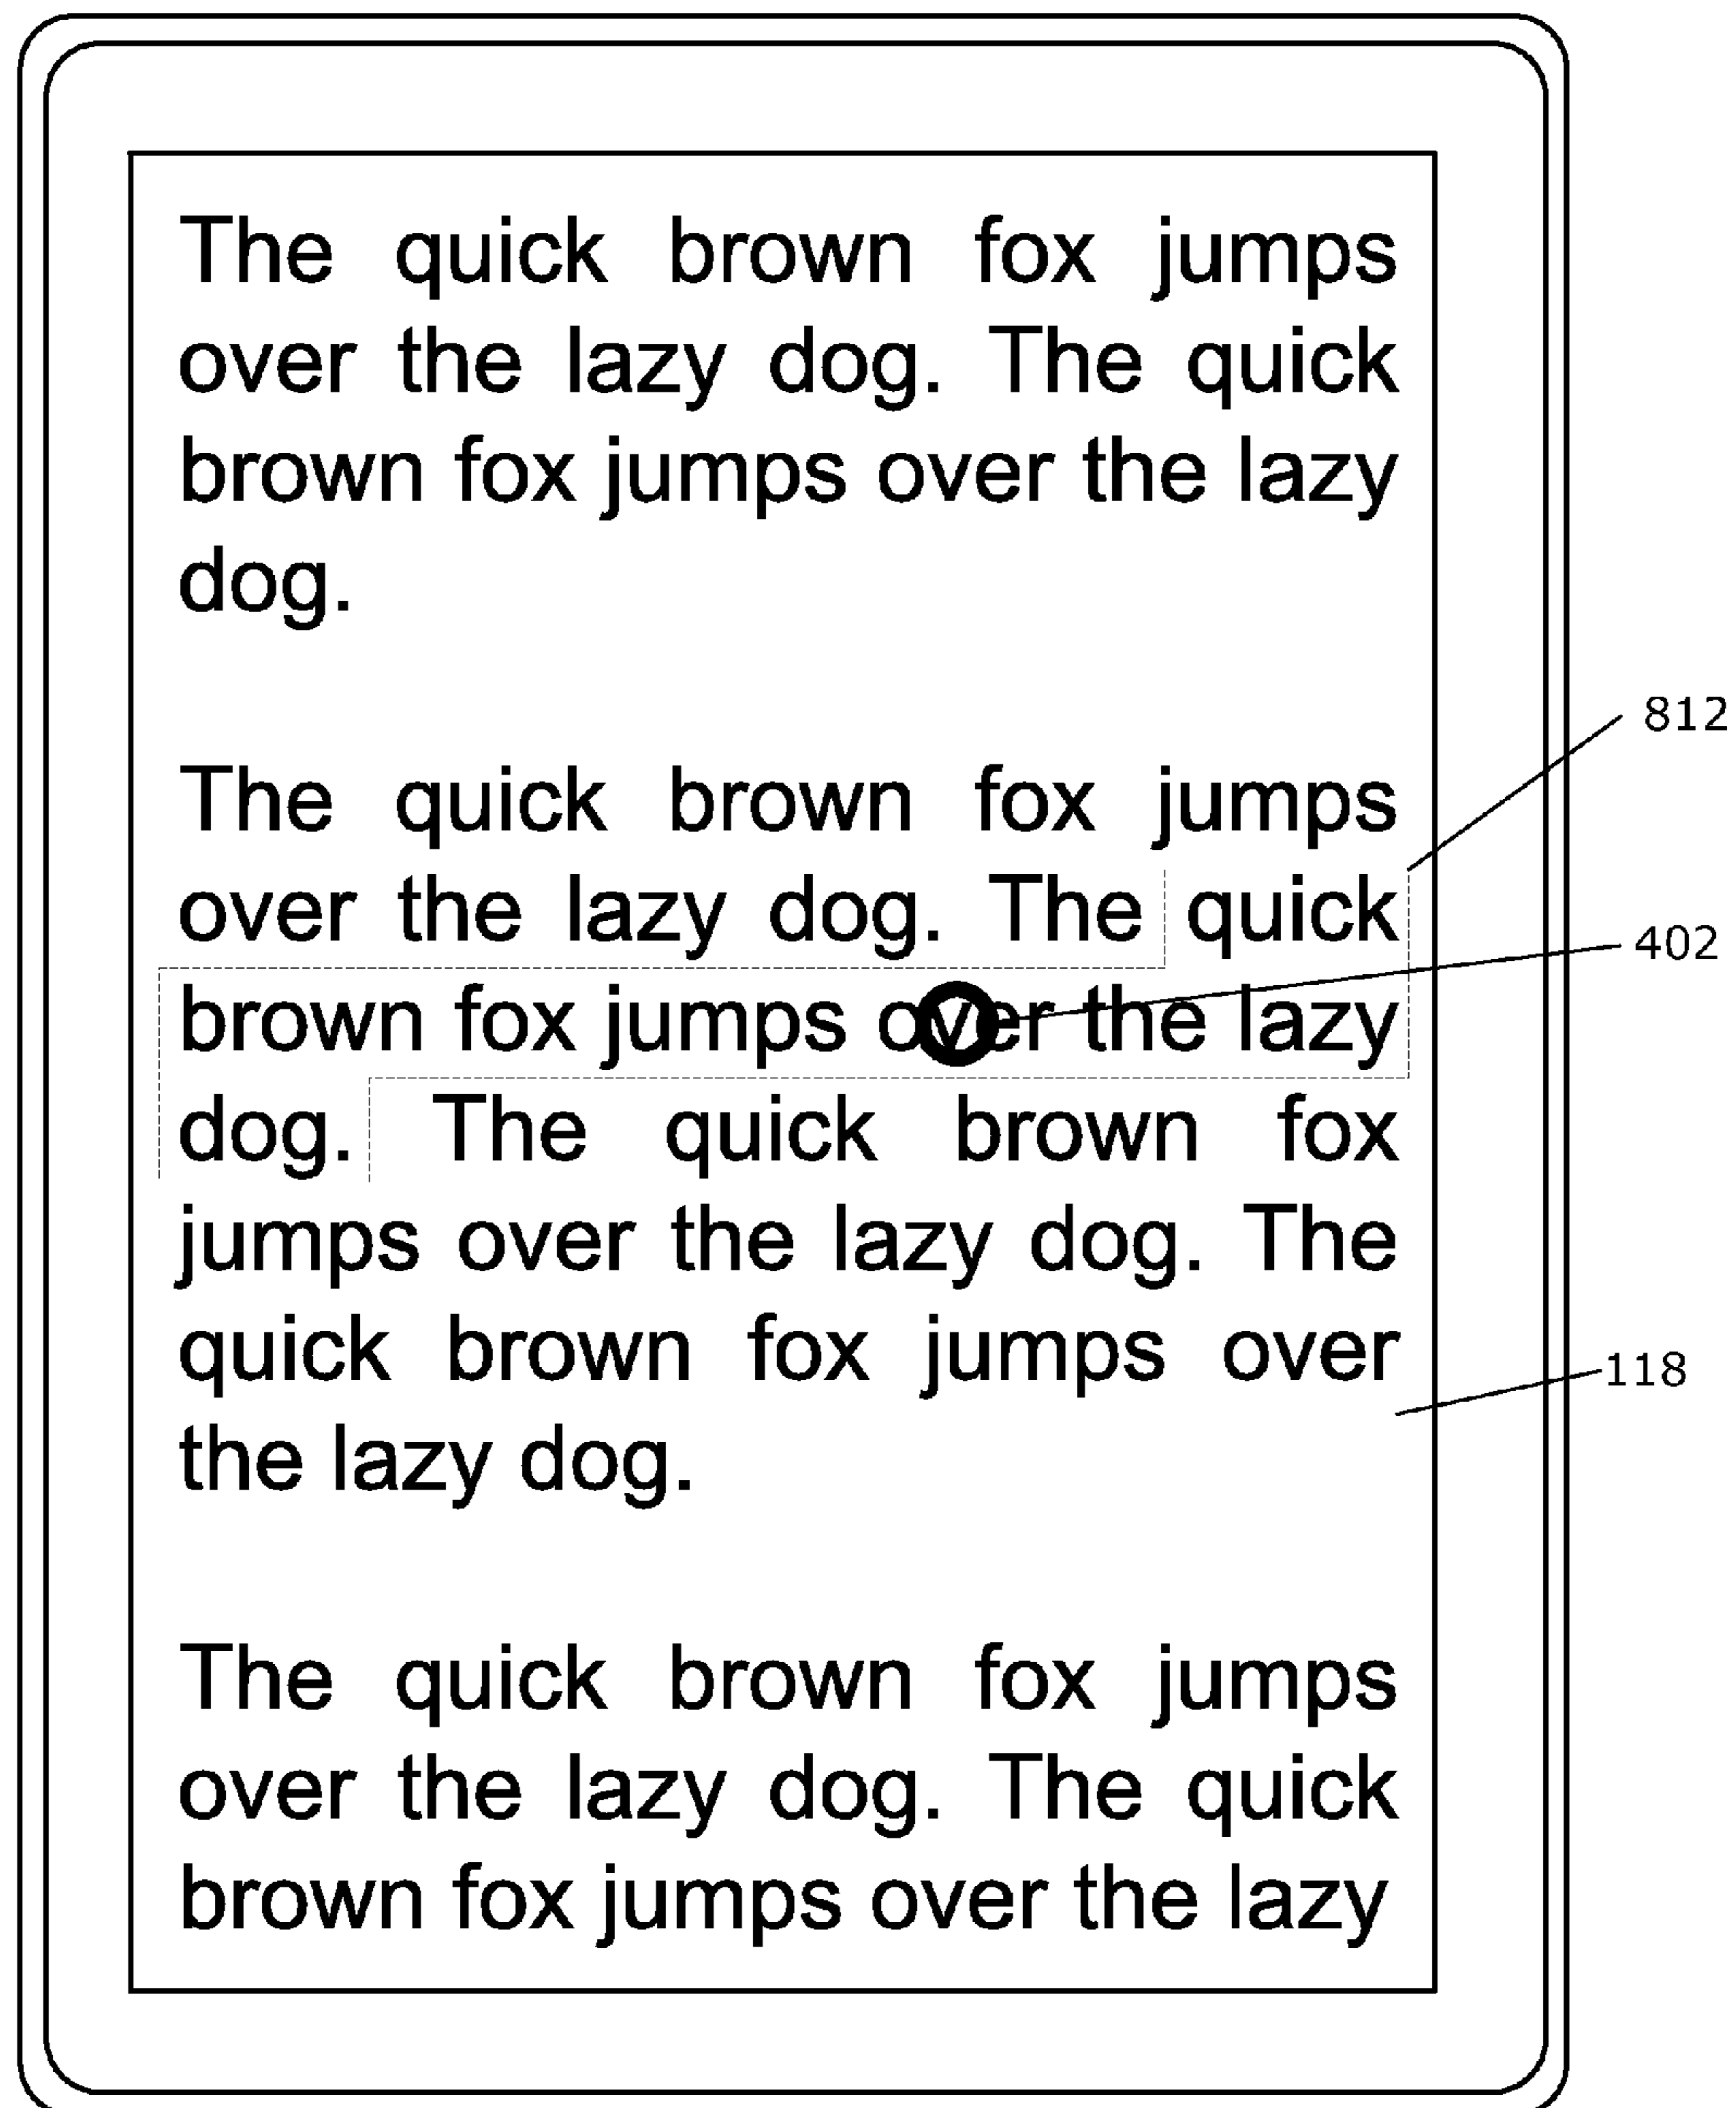 The quick brown fox jumps
over the lazy dog. The quick
brown fox jumps over the lazy
dog.
The quick brown fox jumps
over the lazy dog. The quick
brown fox jumps over the lazy
dog. The quick brown fox
jumps over the lazy dog. The
quick brown fox jumps over
the lazy dog.
The quick brown fox jumps
over the lazy dog. The quick
brown fox jumps over the lazy
812
402
118